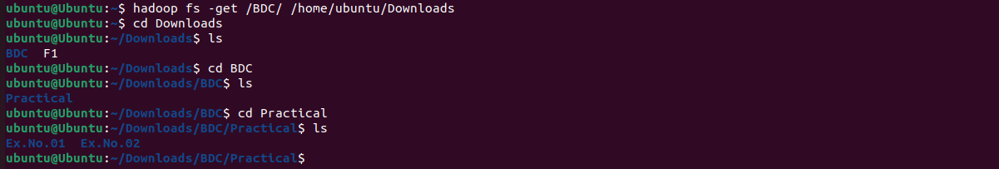 ubuntu@Ubuntu:~$ hadoop fs -get /BDC/ /home/ubuntu/Downloads
ubuntu@Ubuntu:~$ cd Downloads
ubuntu@Ubuntu:~/Downloads$ ls
BDC  F1
ubuntu@Ubuntu:~/Downloads$ cd BDC
ubuntu@Ubuntu:~/Downloads/BDC$ ls
Practical
ubuntu@Ubuntu:~/Downloads/BDC$ cd Practical
ubuntu@Ubuntu:~/Downloads/BDC/Practical$ ls
Ex.No.01  Ex.No.02
ubuntu@Ubuntu:~/Downloads/BDC/Practical$